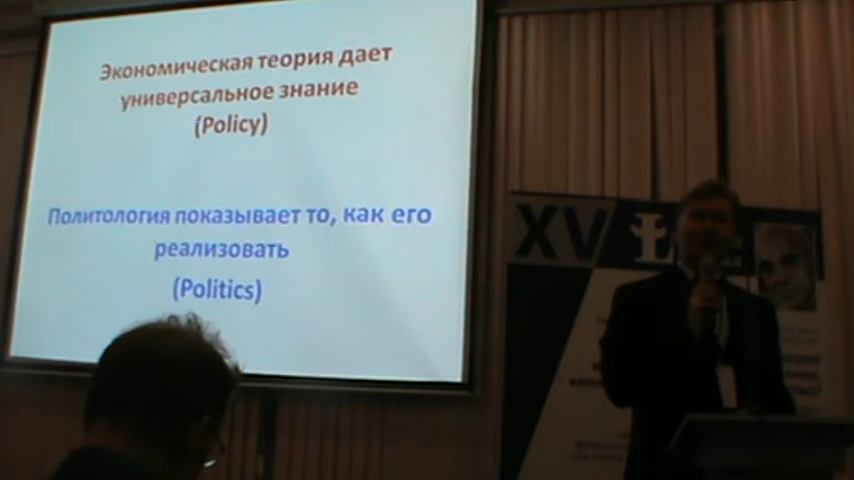 Экономическая теория дает
универсальное знание
(Policy)
Политология показывает то, как его
реализовать
(Politics)
XV